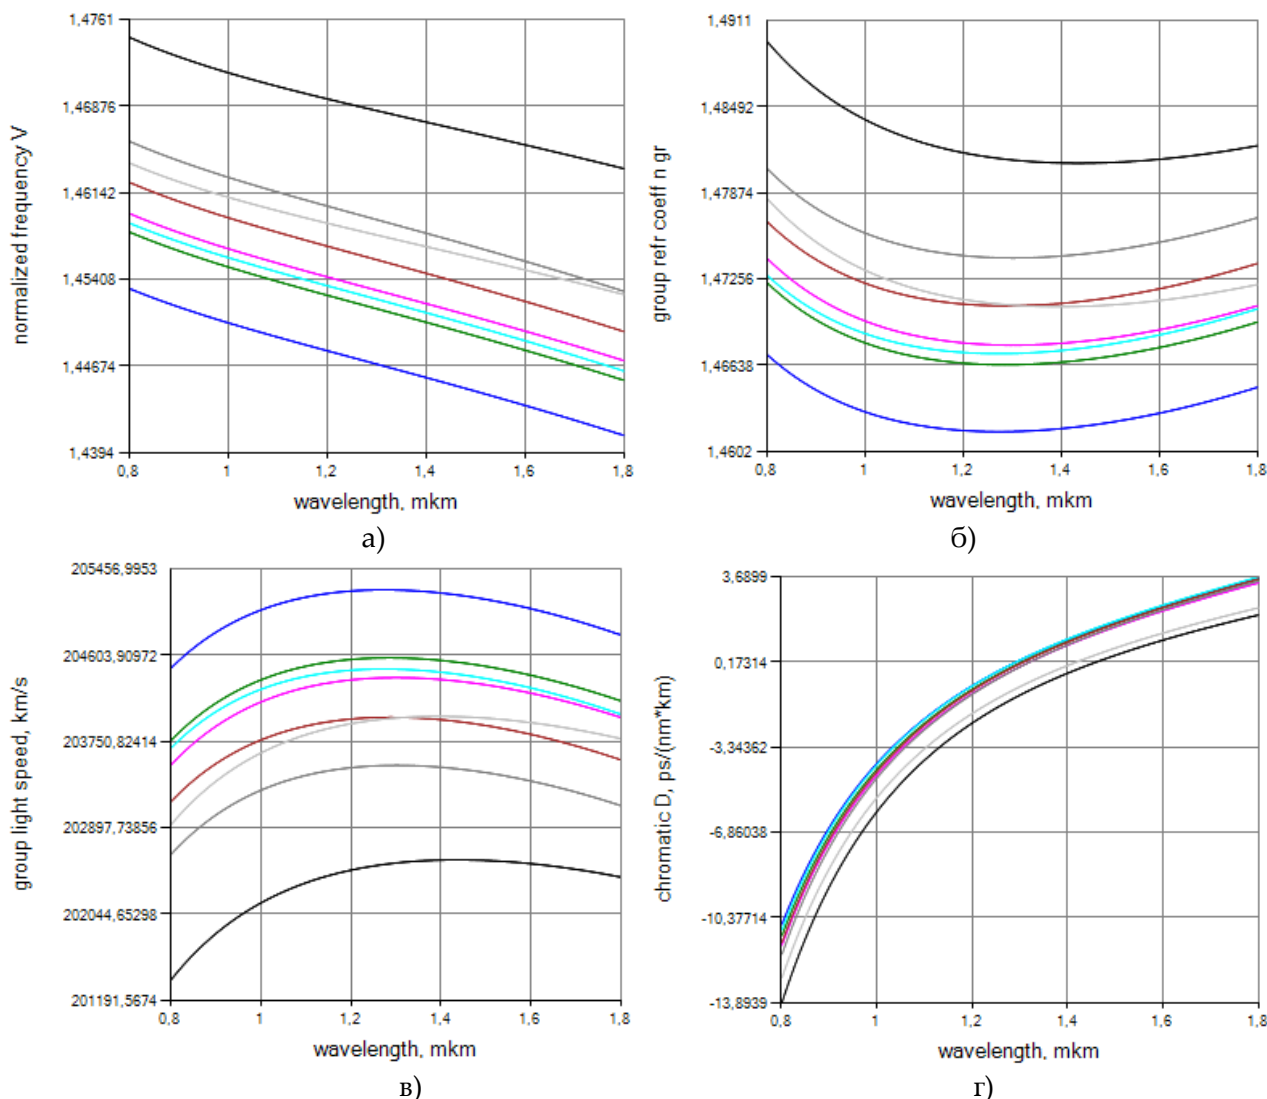 1,4761
1,46876
1,46142
1,45408
1,44674
1,4394
0,8 1 1,2 1,4 1,6 1,8
normalized frequency V
wavelength, mkm
а)
1,4911
1,48492
1,47874
1,47256
1,46638
1,4602
0,8 1 1,2 1,4 1,6 1,8
group refr coeff n gr
wavelength, mkm
б)
205456,9953
204603,90972
203750,82414
202897,73856
202044,65298
201191,5674
0,8 1 1,2 1,4 1,6 1,8
group light speed, km/s
wavelength, mkm
в)
3,6899
0,17314
-3,34362
-6,86038
-10,37714
-13,8939
0,8 1 1,2 1,4 1,6 1,8
chromatic D, ps/(nm*km)
wavelength, mkm
г)